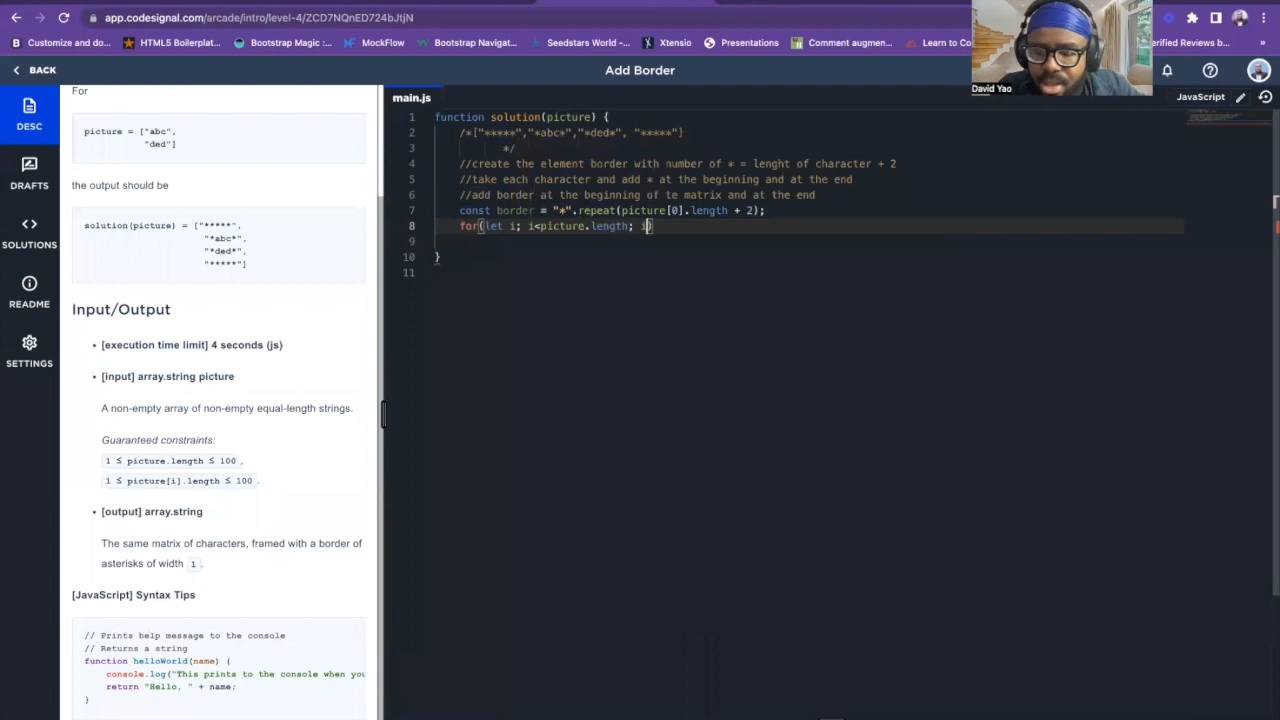 app.codesignal.com/arcade/intro/level-4/ZCD7NQnED724bJtjN
Customize and do...
HTML5 Boilerplat...
Bootstrap Magic :...
MockFlow
Bootstrap Navigat...
Seedstars World -...
Xtensio
Presentations
Comment augmen...
Learn to Co
erified Reviews b...
»
BACK
Add Border
David Yao
DESC
DRAFTS
SOLUTIONS
README
SETTINGS
For
picture = ["abc",
"ded"]
the output should be
solution(picture) = ["*****",
"*abc*",
"*ded*",
"*****"]
Input/Output
• [execution time limit] 4 seconds (js)
• [input] array.string picture
A non-empty array of non-empty equal-length strings.
Guaranteed constraints:
1 ≤ picture.length ≤ 100 ,
1 ≤ picture[i].length ≤ 100 .
• [output] array.string
The same matrix of characters, framed with a border of
asterisks of width 1 .
[JavaScript] Syntax Tips
// Prints help message to the console
// Returns a string
function helloWorld(name) {
console.log("This prints to the console when you
return "Hello, " + name;
}
main.js
JavaScript
1 function solution(picture) {
2 /*["*****","*abc*","*ded*", "*****"]
3 */
4 //create the element border with number of * = lenght of character + 2
5 //take each character and add * at the beginning and at the end
6 //add border at the beginning of te matrix and at the end
7 const border = "*".repeat(picture[0].length + 2);
8 for(let i; i<picture.length; i)
9
10 }
11